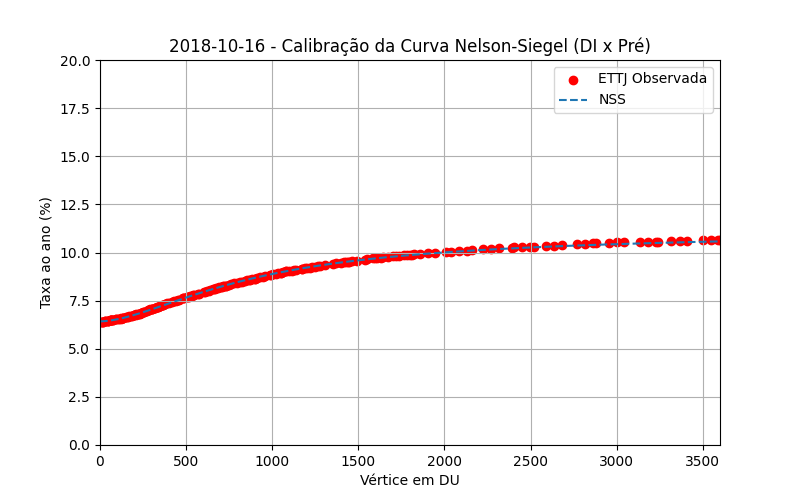 2018-10-16 - Calibração da Curva Nelson-Siegel (DI x Pré)
ETTJ Observada
NSS
20.0
17.5
15.0
12.5
10.0
7.5
5.0
2.5
0.0
Taxa ao ano (%)
0 500 1000 1500 2000 2500 3000 3500
Vértice em DU